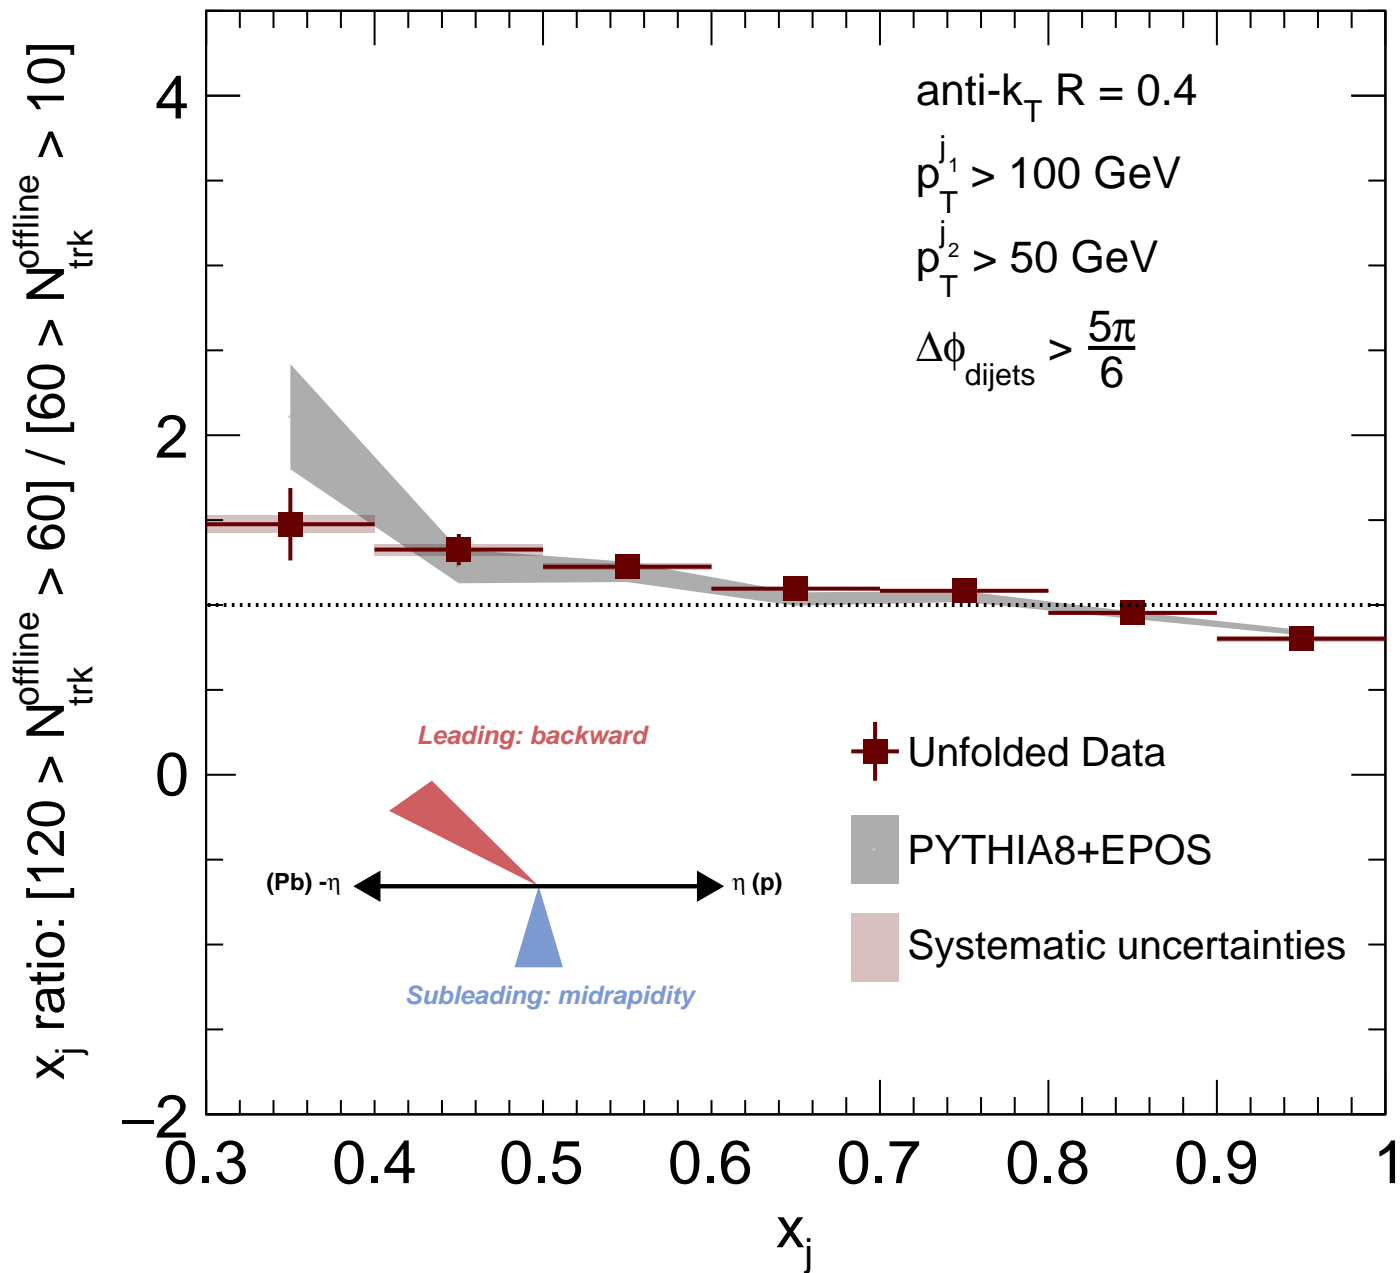 x_j ratio: [120 > N_trk^offline > 60] / [60 > N_trk^offline > 10]
4
2
0
−2
anti-k_T R = 0.4
p_T^j_1 > 100 GeV
p_T^j_2 > 50 GeV
Δϕ_dijets > 5π/6
Leading: backward
(Pb) -η
η (p)
Subleading: midrapidity
Unfolded Data
PYTHIA8+EPOS
Systematic uncertainties
0.3 0.4 0.5 0.6 0.7 0.8 0.9 1
x_j